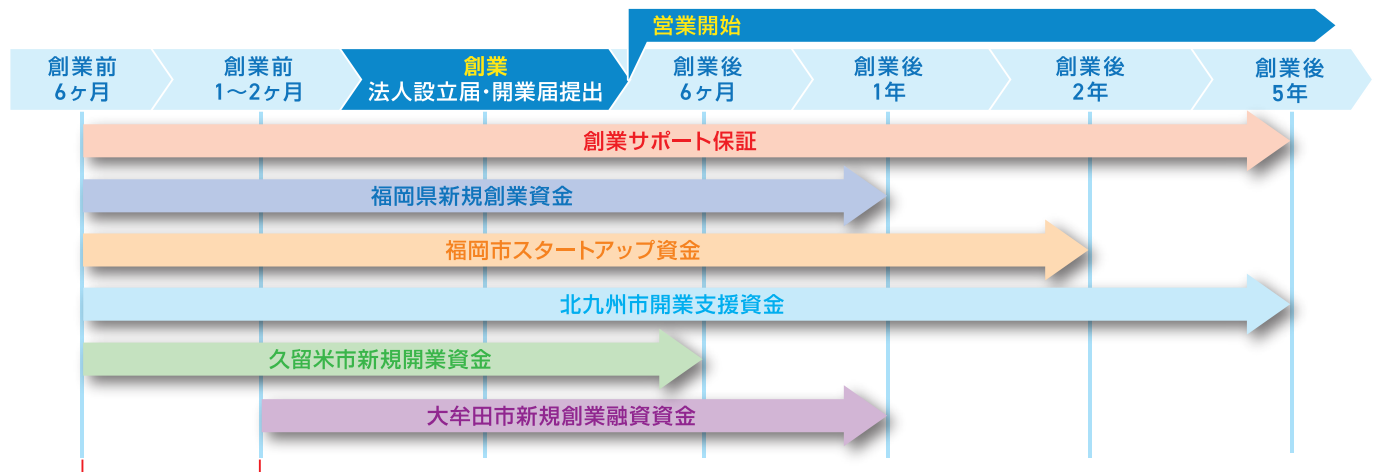 営業開始
創業前
6ヶ月
創業前
1～2ヶ月
創業
法人設立届・開業届提出
創業後
6ヶ月
創業後
1年
創業後
2年
創業後
5年
創業サポート保証
福岡県新規創業資金
福岡市スタートアップ資金
北九州市開業支援資金
久留米市新規開業資金
大牟田市新規創業融資資金